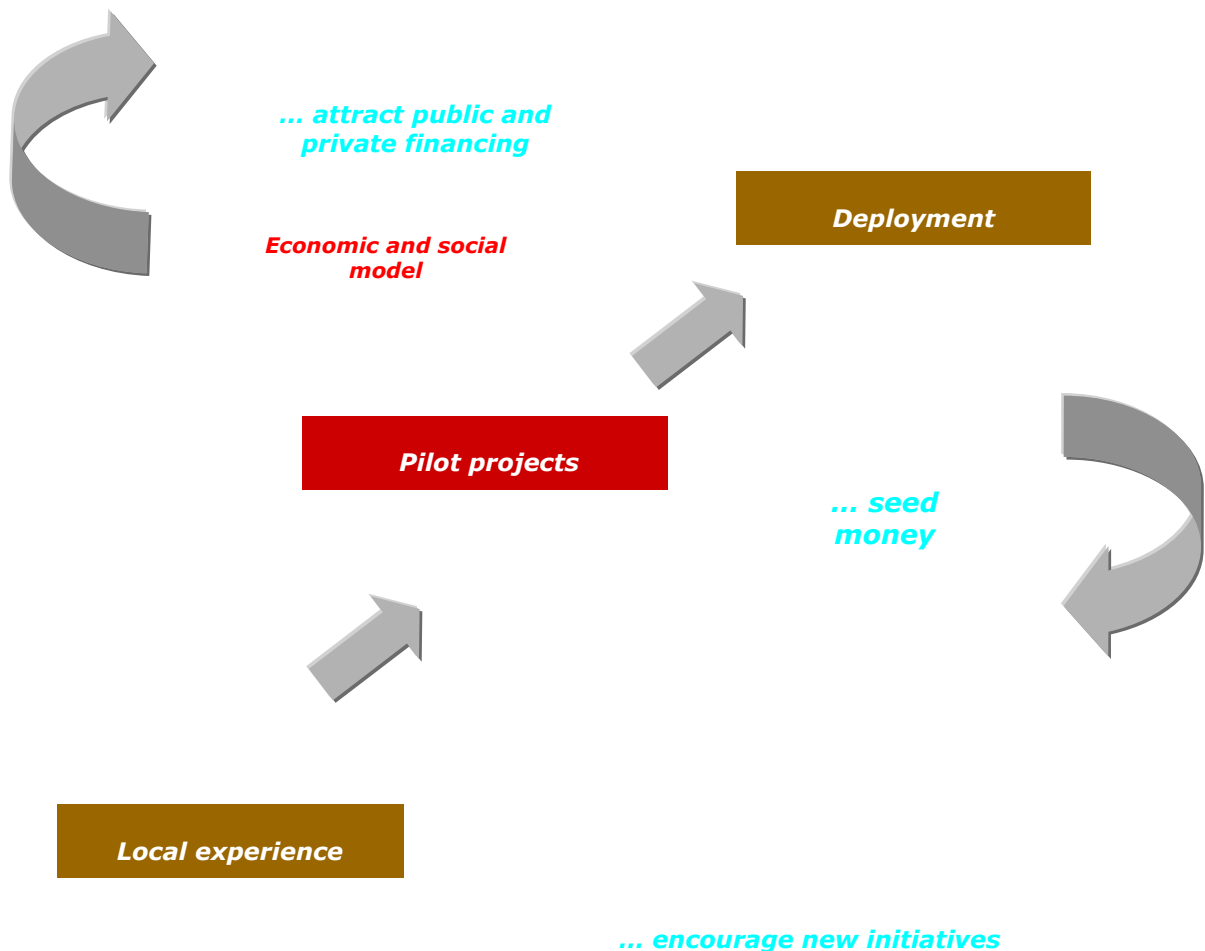 ... attract public and
private financing
Deployment
Economic and social
model
Pilot projects
... seed
money
Local experience
... encourage new initiatives